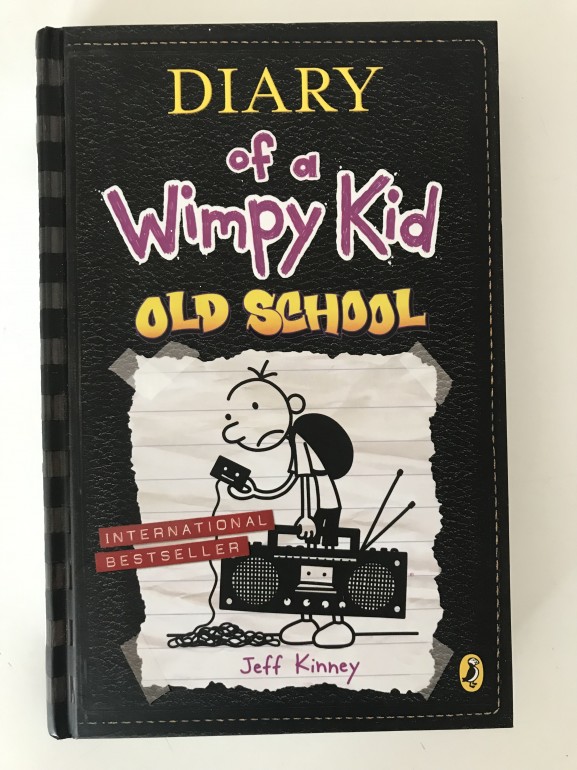 DIARY
of a
Wimpy Kid
OLD SCHOOL
INTERNATIONAL
BESTSELLER
Jeff Kinney